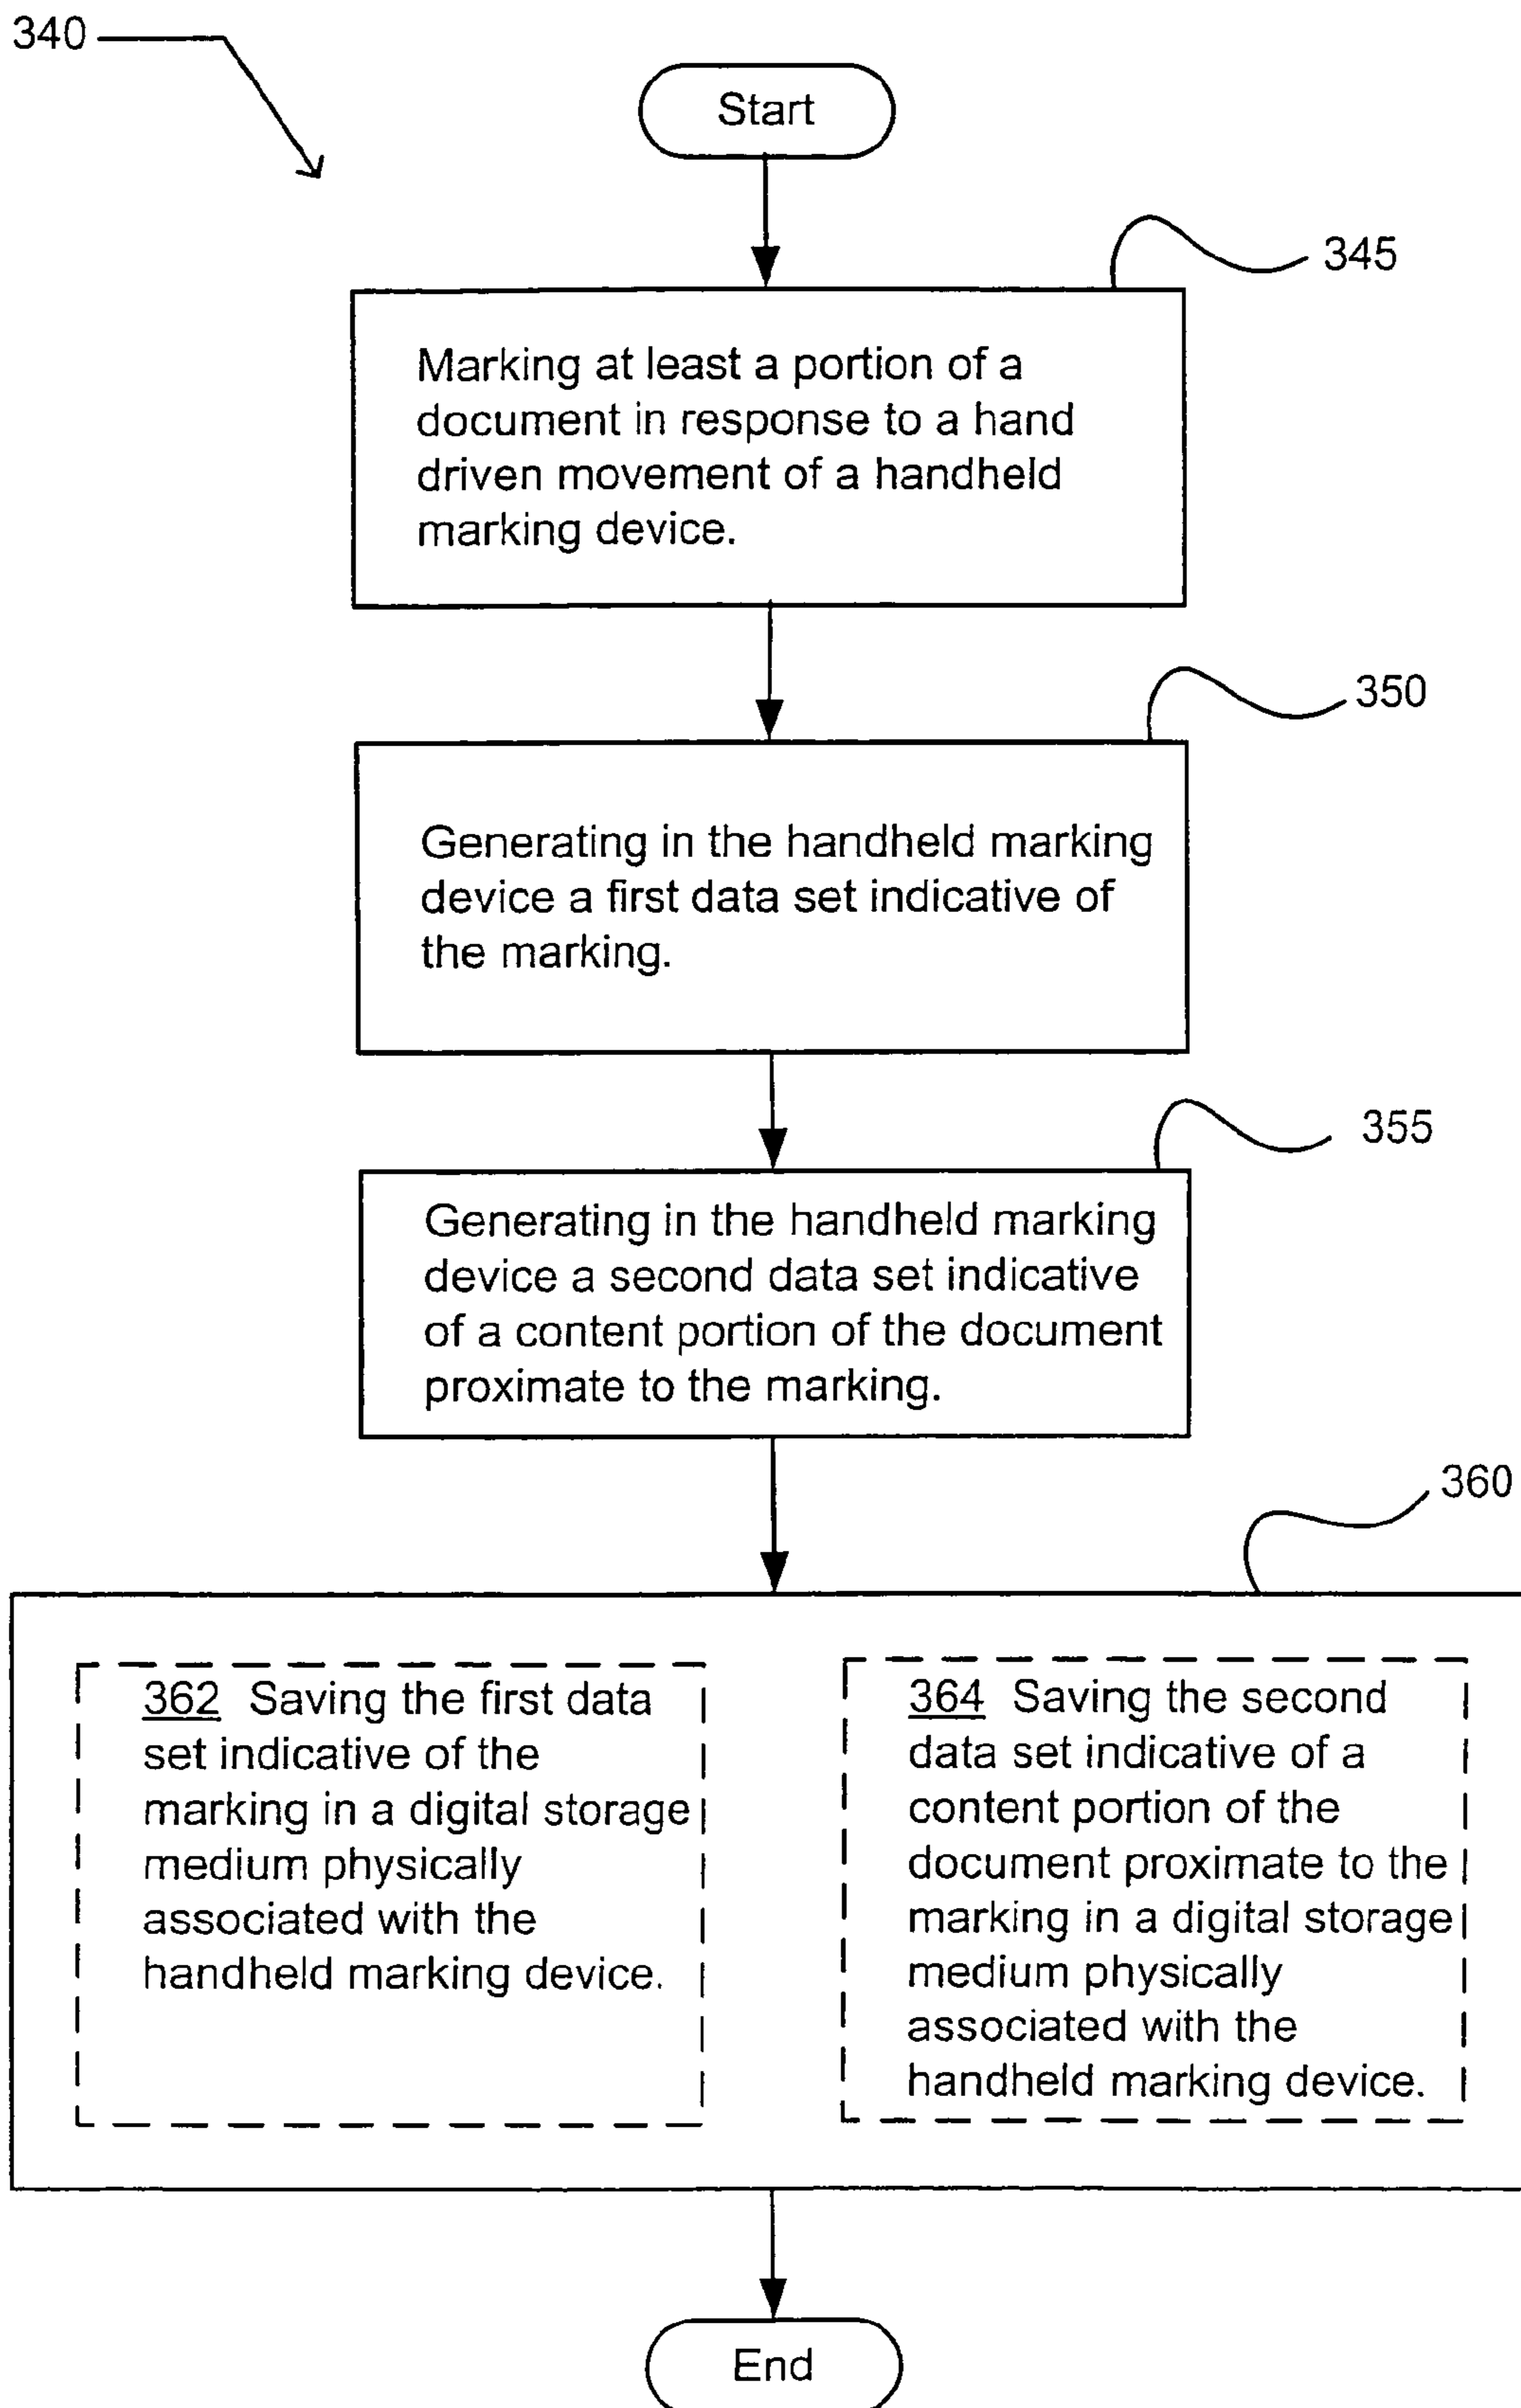 340
Start
345
Marking at least a portion of a
document in response to a hand
driven movement of a handheld
marking device.
350
Generating in the handheld marking
device a first data set indicative of
the marking.
355
Generating in the handheld marking
device a second data set indicative
of a content portion of the document
proximate to the marking.
360
362 Saving the first data
set indicative of the
marking in a digital storage
medium physically
associated with the
handheld marking device.
364 Saving the second
data set indicative of a
content portion of the
document proximate to the
marking in a digital storage
medium physically
associated with the
handheld marking device.
End